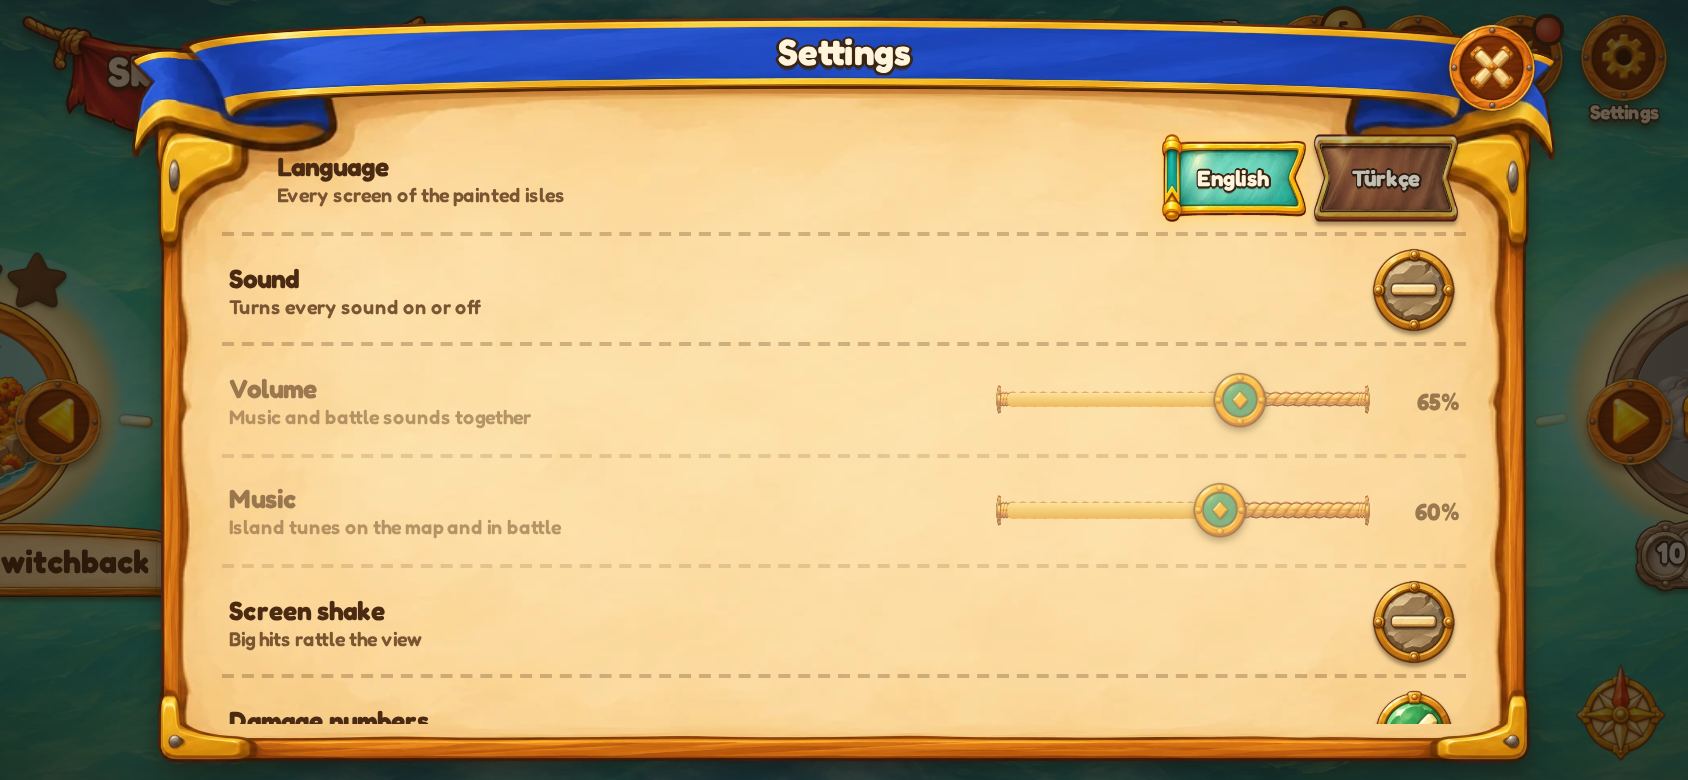 Settings
Settings
Language
Every screen of the painted isles
English
Türkçe
Sound
Turns every sound on or off
Volume
Music and battle sounds together
65%
Music
Island tunes on the map and in battle
60%
witchback
10
Screen shake
Big hits rattle the view
Damage numbers